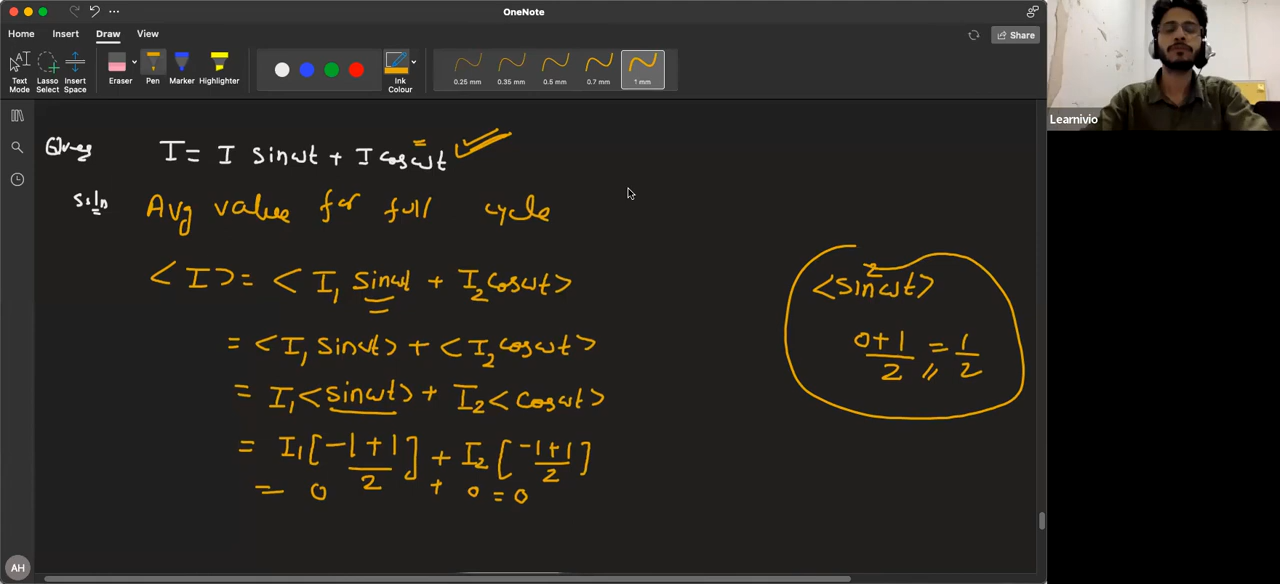 OneNote
Home Insert Draw View
Share
Text Mode Lasso Select Insert Space Eraser Pen Marker Highlighter Ink Colour 0.25 mm 0.35 mm 0.5 mm 0.7 mm 1 mm
Learnivio
Ques I = I sinωt + I cosωt
Soln Avg value for full cycle
<I> = <I₁ sinωt + I₂ cosωt>
= <I₁ sinωt> + <I₂ cosωt>
= I₁ <sinωt> + I₂ <cosωt>
= I₁ [-1+1/2] + I₂ [-1+1/2]
= 0 + 0 = 0
<sin²ωt>
0+1/2 = 1/2
AH